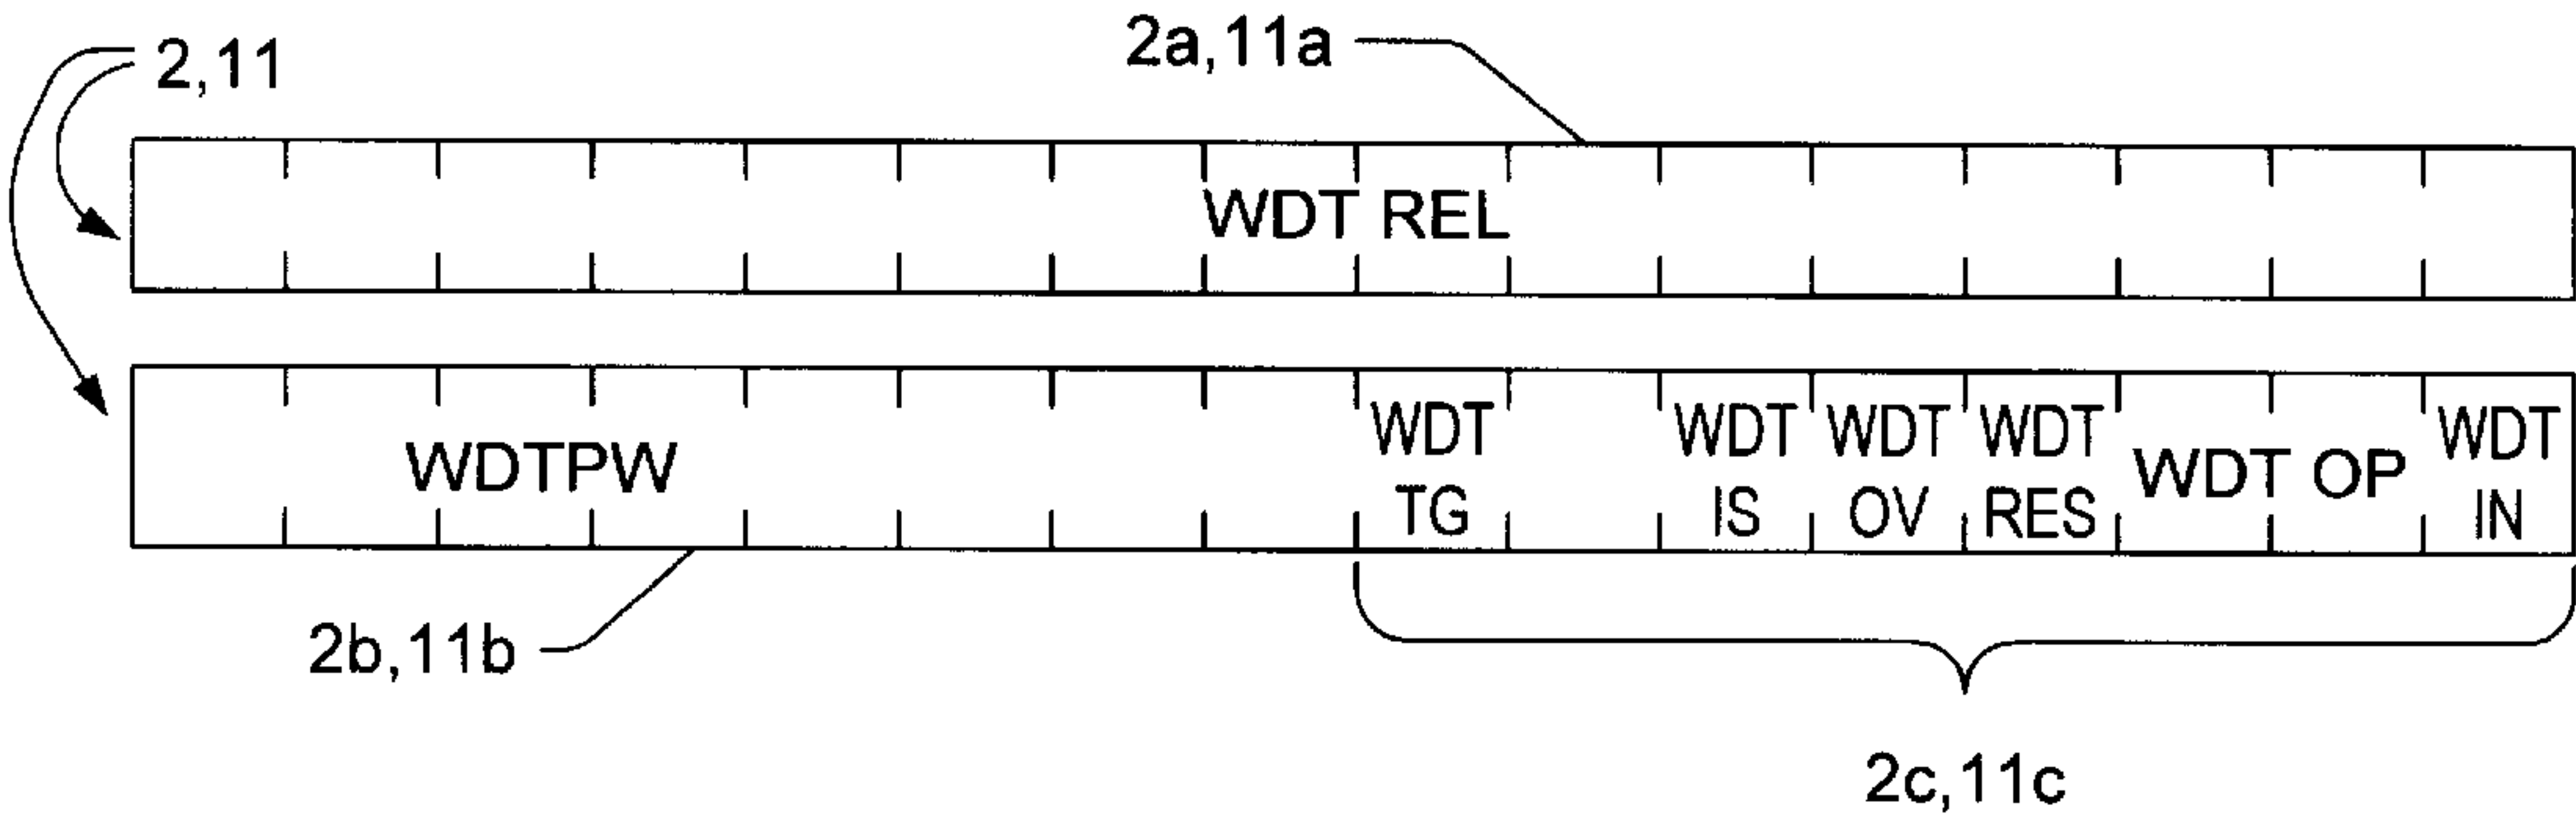 2,11
2a,11a
WDT REL
WDTPW
WDT TG
WDT IS
WDT OV
WDT RES
WDT OP
WDT IN
2b,11b
2c,11c